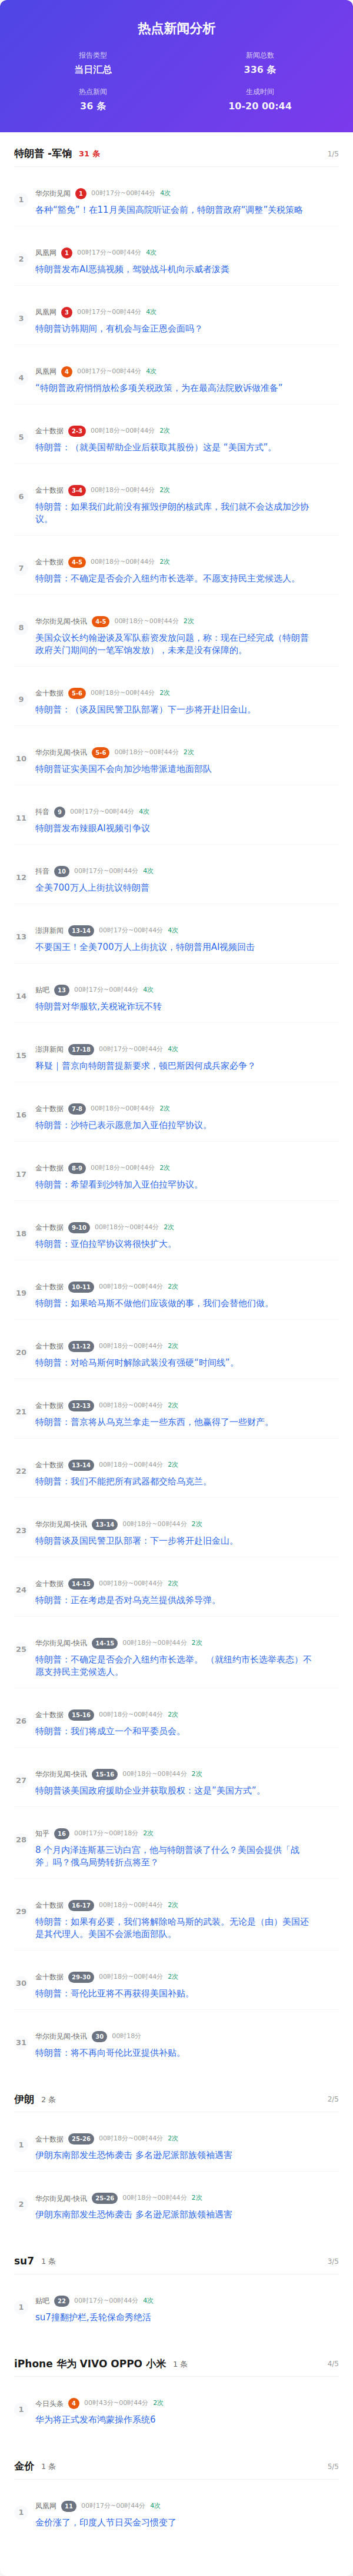 热点新闻分析
报告类型
新闻总数
当日汇总
336 条
热点新闻
生成时间
36 条
10-20 00:44
特朗普 -军饷 31 条 1/5
1
华尔街见闻 1 00时17分~00时44分 4次
各种“豁免”！在11月美国高院听证会前，特朗普政府“调整”关税策略
2
凤凰网 1 00时17分~00时44分 4次
特朗普发布AI恶搞视频，驾驶战斗机向示威者泼粪
3
凤凰网 3 00时17分~00时44分 4次
特朗普访韩期间，有机会与金正恩会面吗？
4
凤凰网 4 00时17分~00时44分 4次
“特朗普政府悄悄放松多项关税政策，为在最高法院败诉做准备”
5
金十数据 2-3 00时18分~00时44分 2次
特朗普：（就美国帮助企业后获取其股份）这是 “美国方式”。
6
金十数据 3-4 00时18分~00时44分 2次
特朗普：如果我们此前没有摧毁伊朗的核武库，我们就不会达成加沙协
议。
7
金十数据 4-5 00时18分~00时44分 2次
特朗普：不确定是否会介入纽约市长选举。不愿支持民主党候选人。
8
华尔街见闻-快讯 4-5 00时18分~00时44分 2次
美国众议长约翰逊谈及军队薪资发放问题，称：现在已经完成（特朗普
政府关门期间的一笔军饷发放），未来是没有保障的。
9
金十数据 5-6 00时18分~00时44分 2次
特朗普：（谈及国民警卫队部署）下一步将开赴旧金山。
10
华尔街见闻-快讯 5-6 00时18分~00时44分 2次
特朗普证实美国不会向加沙地带派遣地面部队
11
抖音 9 00时17分~00时44分 4次
特朗普发布辣眼AI视频引争议
12
抖音 10 00时17分~00时44分 4次
全美700万人上街抗议特朗普
13
澎湃新闻 13-14 00时17分~00时44分 4次
不要国王！全美700万人上街抗议，特朗普用AI视频回击
14
贴吧 13 00时17分~00时44分 4次
特朗普对华服软,关税讹诈玩不转
15
澎湃新闻 17-18 00时17分~00时44分 4次
释疑｜普京向特朗普提新要求，顿巴斯因何成兵家必争？
16
金十数据 7-8 00时18分~00时44分 2次
特朗普：沙特已表示愿意加入亚伯拉罕协议。
17
金十数据 8-9 00时18分~00时44分 2次
特朗普：希望看到沙特加入亚伯拉罕协议。
18
金十数据 9-10 00时18分~00时44分 2次
特朗普：亚伯拉罕协议将很快扩大。
19
金十数据 10-11 00时18分~00时44分 2次
特朗普：如果哈马斯不做他们应该做的事，我们会替他们做。
20
金十数据 11-12 00时18分~00时44分 2次
特朗普：对哈马斯何时解除武装没有强硬“时间线”。
21
金十数据 12-13 00时18分~00时44分 2次
特朗普：普京将从乌克兰拿走一些东西，他赢得了一些财产。
22
金十数据 13-14 00时18分~00时44分 2次
特朗普：我们不能把所有武器都交给乌克兰。
23
华尔街见闻-快讯 13-14 00时18分~00时44分 2次
特朗普谈及国民警卫队部署：下一步将开赴旧金山。
24
金十数据 14-15 00时18分~00时44分 2次
特朗普：正在考虑是否对乌克兰提供战斧导弹。
25
华尔街见闻-快讯 14-15 00时18分~00时44分 2次
特朗普：不确定是否会介入纽约市长选举。 （就纽约市长选举表态）不
愿支持民主党候选人。
26
金十数据 15-16 00时18分~00时44分 2次
特朗普：我们将成立一个和平委员会。
27
华尔街见闻-快讯 15-16 00时18分~00时44分 2次
特朗普谈美国政府援助企业并获取股权：这是“美国方式”。
28
知乎 16 00时17分~00时18分 2次
8 个月内泽连斯基三访白宫，他与特朗普谈了什么？美国会提供「战
斧」吗？俄乌局势转折点将至？
29
金十数据 16-17 00时18分~00时44分 2次
特朗普：如果有必要，我们将解除哈马斯的武装。无论是（由）美国还
是其代理人。美国不会派地面部队。
30
金十数据 29-30 00时18分~00时44分 2次
特朗普：哥伦比亚将不再获得美国补贴。
31
华尔街见闻-快讯 30 00时18分
特朗普：将不再向哥伦比亚提供补贴。
伊朗 2 条 2/5
1
金十数据 25-26 00时18分~00时44分 2次
伊朗东南部发生恐怖袭击 多名逊尼派部族领袖遇害
2
华尔街见闻-快讯 25-26 00时18分~00时44分 2次
伊朗东南部发生恐怖袭击 多名逊尼派部族领袖遇害
su7 1 条 3/5
1
贴吧 22 00时17分~00时44分 4次
su7撞翻护栏,丢轮保命秀绝活
iPhone 华为 VIVO OPPO 小米 1 条 4/5
1
今日头条 4 00时43分~00时44分 2次
华为将正式发布鸿蒙操作系统6
金价 1 条 5/5
1
凤凰网 11 00时17分~00时44分 4次
金价涨了，印度人节日买金习惯变了